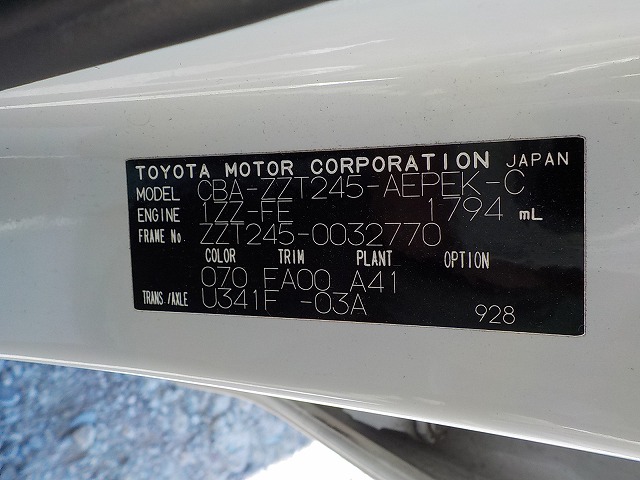 TOYOTA MOTOR CORPORATION JAPAN
MODEL CBA-ZZT245-AEPEK-C
ENGINE 1ZZ-FE 1794 mL
FRAME No. ZZT245-0032770
COLOR TRIM PLANT OPTION
070 EA00 A41
TRANS./AXLE U341F -03A
928